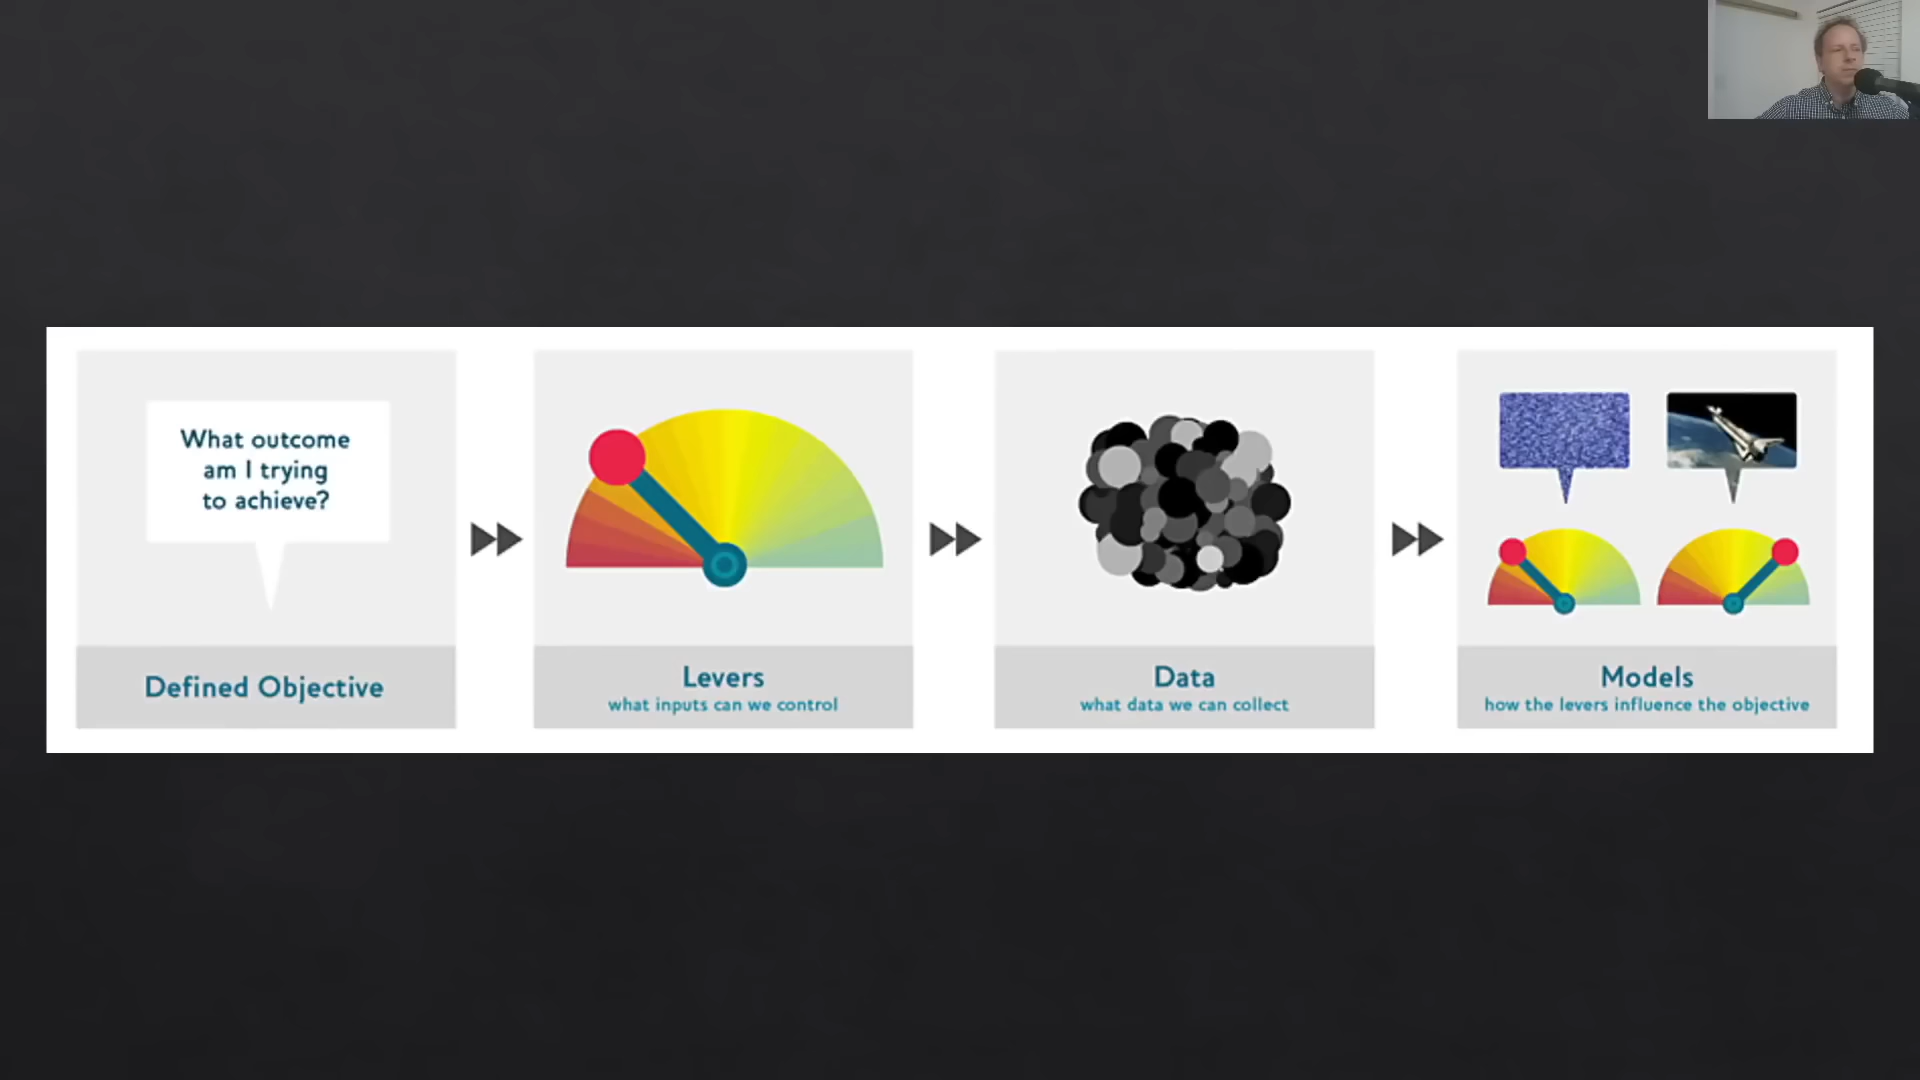 What outcome
am I trying
to achieve?
Defined Objective
Levers
what inputs can we control
Data
what data we can collect
Models
how the levers influence the objective